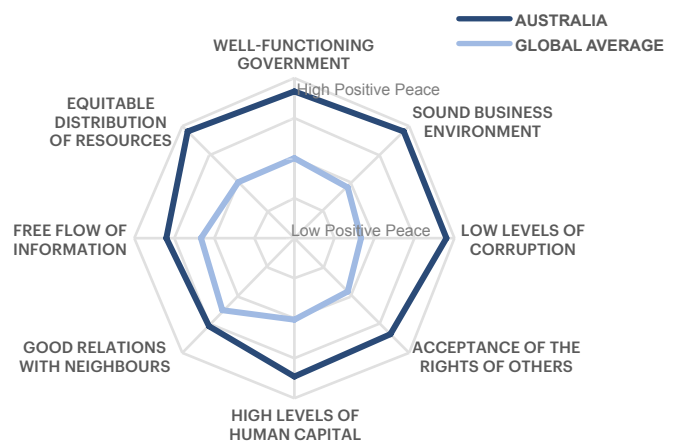 AUSTRALIA
GLOBAL AVERAGE
WELL-FUNCTIONING
GOVERNMENT
High Positive Peace
SOUND BUSINESS
ENVIRONMENT
EQUITABLE
DISTRIBUTION
OF RESOURCES
FREE FLOW OF
INFORMATION
Low Positive Peace
LOW LEVELS OF
CORRUPTION
GOOD RELATIONS
WITH NEIGHBOURS
ACCEPTANCE OF THE
RIGHTS OF OTHERS
HIGH LEVELS OF
HUMAN CAPITAL